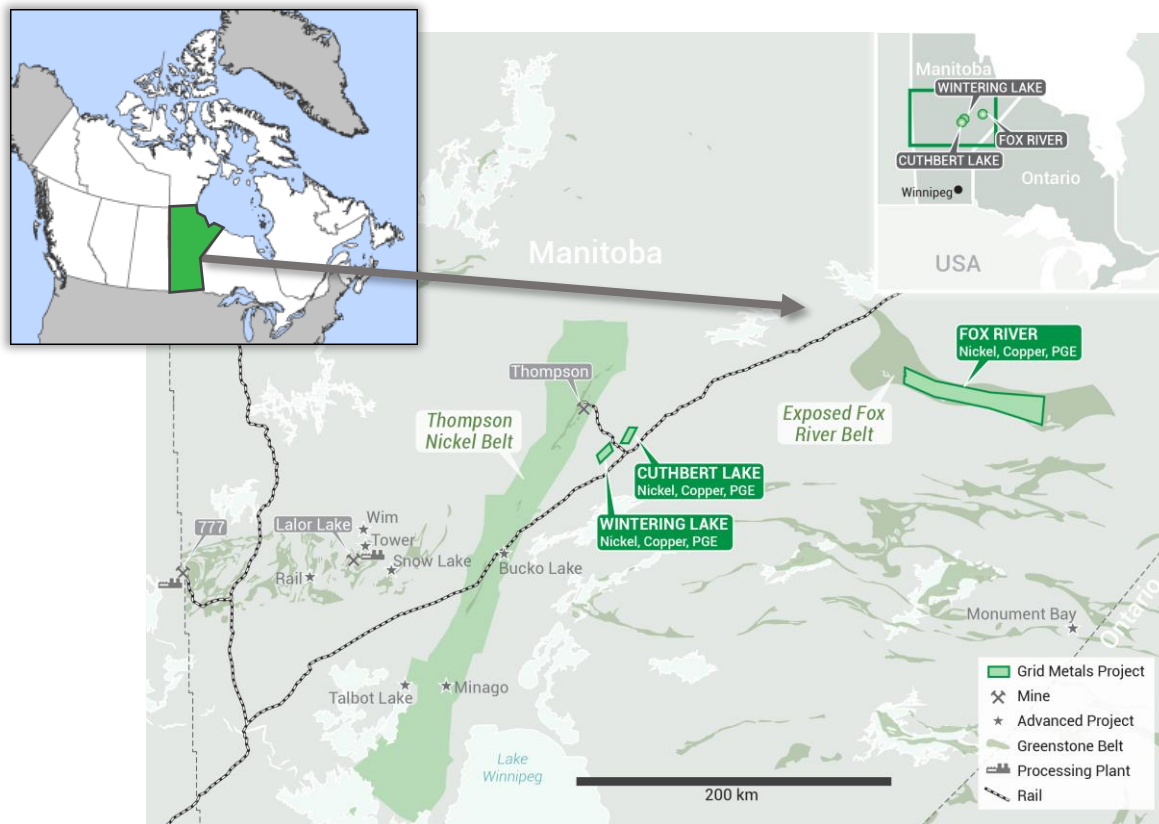 Manitoba
WINTERING LAKE
FOX RIVER
CUTHBERT LAKE
Ontario
Winnipeg
USA
Manitoba
FOX RIVER
Nickel, Copper, PGE
Thompson
Thompson
Nickel Belt
Exposed Fox
River Belt
CUTHBERT LAKE
Nickel, Copper, PGE
WINTERING LAKE
Nickel, Copper, PGE
777
Lalor Lake
Wim
Tower
Snow Lake
Rail
Bucko Lake
Monument Bay
Ontario
Talbot Lake
Minago
Lake
Winnipeg
200 km
Grid Metals Project
Mine
Advanced Project
Greenstone Belt
Processing Plant
Rail